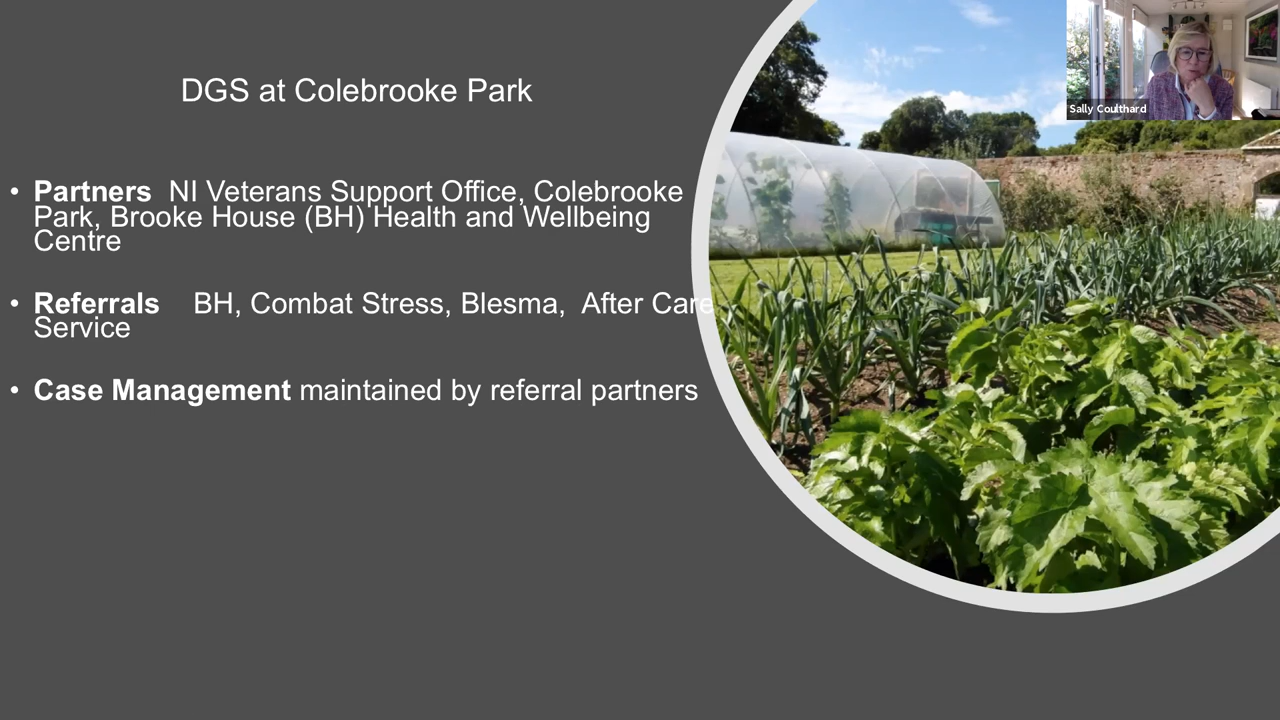 DGS at Colebrooke Park
Sally Coulthard
• Partners  NI Veterans Support Office, Colebrooke
Park, Brooke House (BH) Health and Wellbeing
Centre
• Referrals    BH, Combat Stress, Blesma,  After Care
Service
• Case Management maintained by referral partners